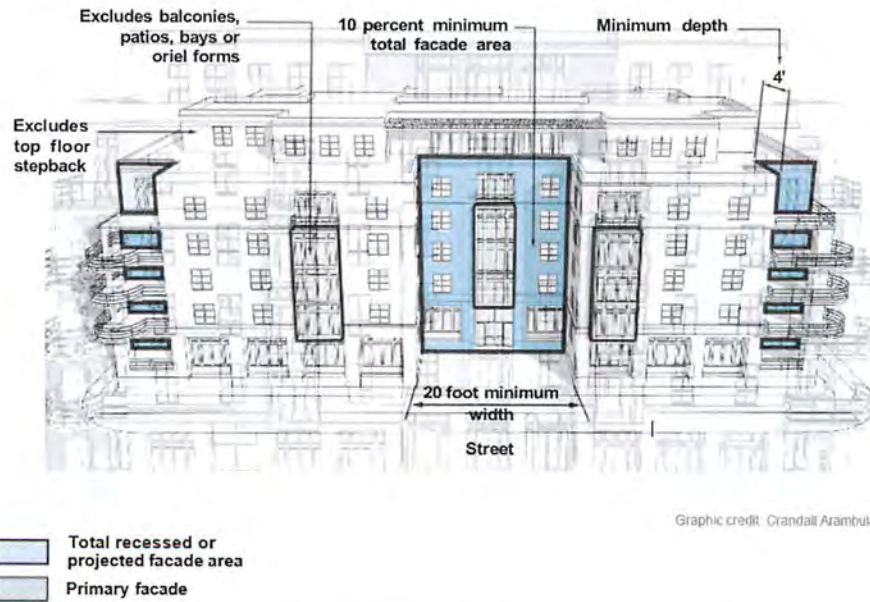 Excludes balconies,
patios, bays or
oriel forms
10 percent minimum
total facade area
Minimum depth
4'
Excludes
top floor
stepback
20 foot minimum
width
Street
Graphic credit: Crandall Arambula
Total recessed or
projected facade area
Primary facade